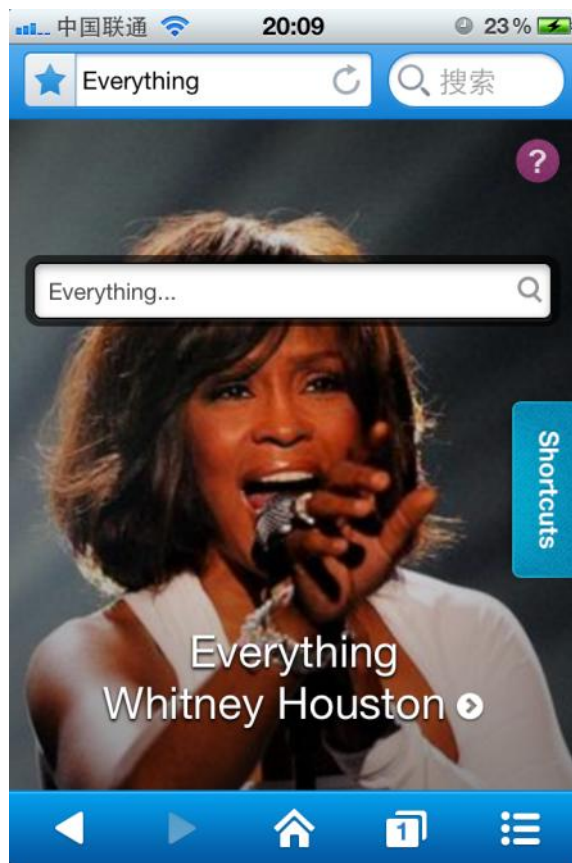 中国联通 20:09 23%
Everything 搜索
?
Everything...
Shortcuts
Everything
Whitney Houston
1